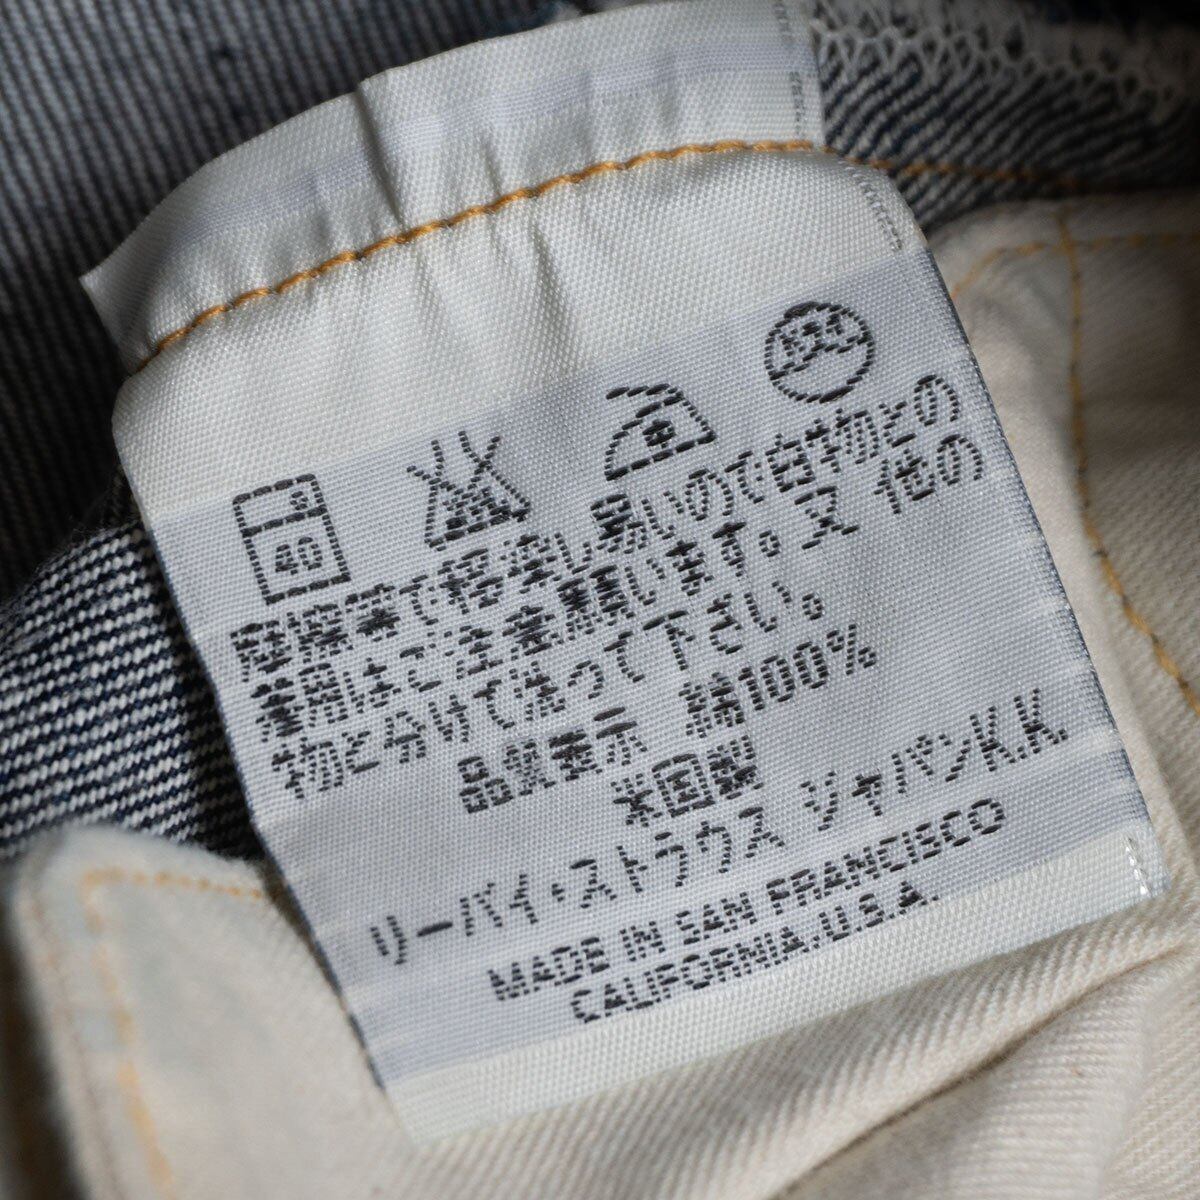 40
中
摩擦等で移染し易いので白牛勿との
着用はご注意願います。又 他の
物と分けて洗って下さい。
品質表示 綿100%
米国製
リーバイ・ストラウス ジャパンK.K.
MADE IN SAN FRANCISCO
CALIFORNIA.U.S.A.